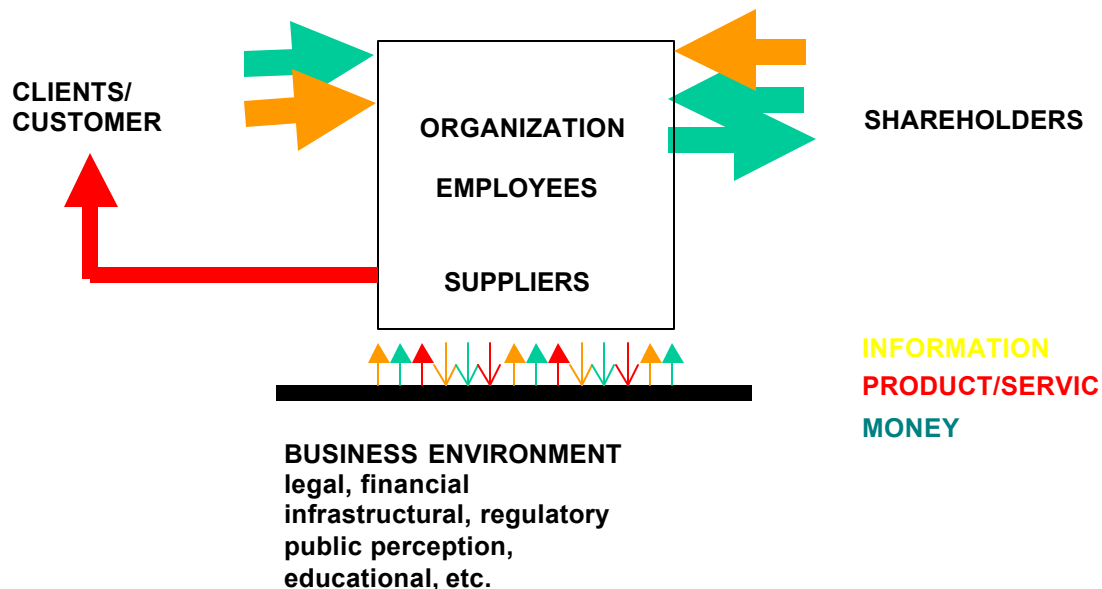 CLIENTS/
CUSTOMER
ORGANIZATION
EMPLOYEES
SUPPLIERS
SHAREHOLDERS
INFORMATION
PRODUCT/SERVIC
MONEY
BUSINESS ENVIRONMENT
legal, financial
infrastructural, regulatory
public perception,
educational, etc.